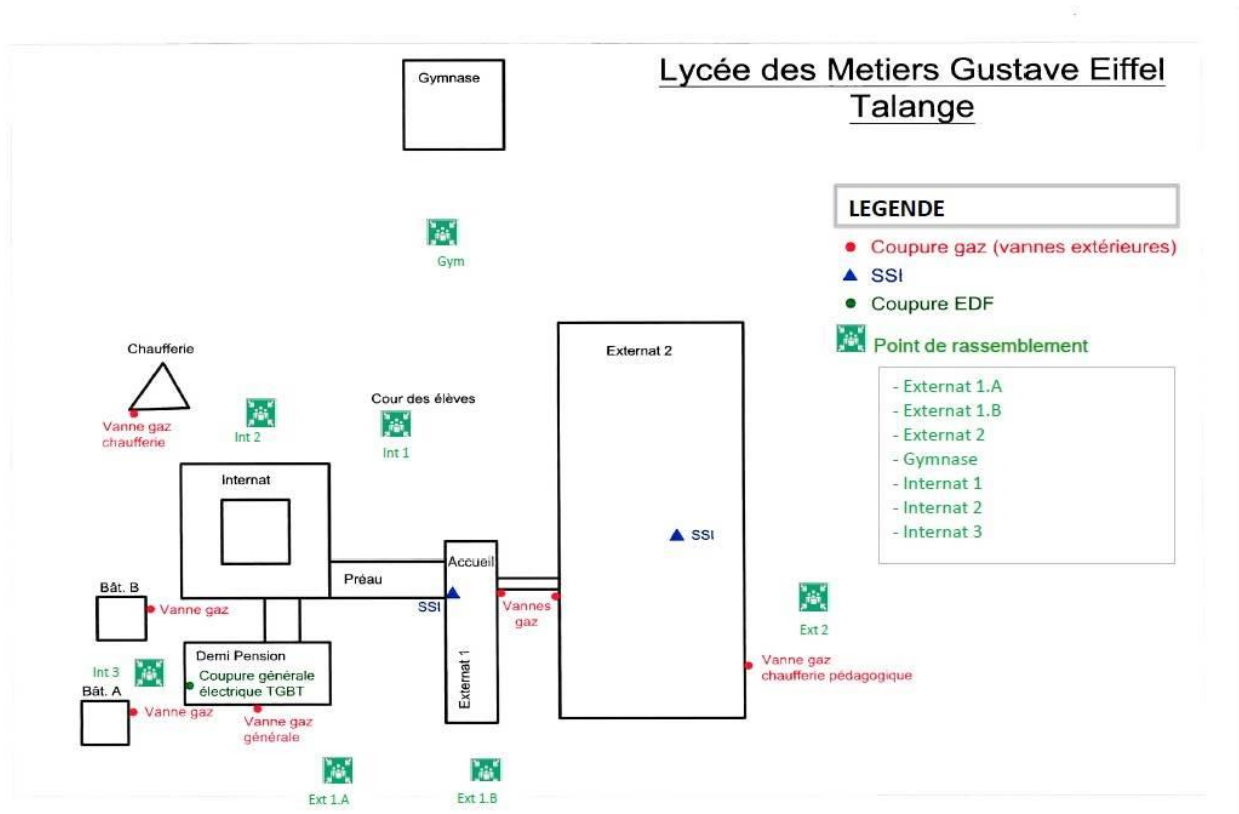 Lycée des Metiers Gustave Eiffel
Talange
Gymnase
Gym
LEGENDE
Coupure gaz (vannes extérieures)
SSI
Coupure EDF
Point de rassemblement
- Externat 1.A
- Externat 1.B
- Externat 2
- Gymnase
- Internat 1
- Internat 2
- Internat 3
Chaufferie
Vanne gaz
chaufferie
Int 2
Cour des élèves
Int 1
Externat 2
SSI
Internat
Préau
Accueil
SSI
Externat 1
Vannes
gaz
Bât. B
Vanne gaz
Int 3
Bât. A
Vanne gaz
Demi Pension
Coupure générale
électrique TGBT
Vanne gaz
générale
Ext 2
Vanne gaz
chaufferie pédagogique
Ext 1.A
Ext 1.B